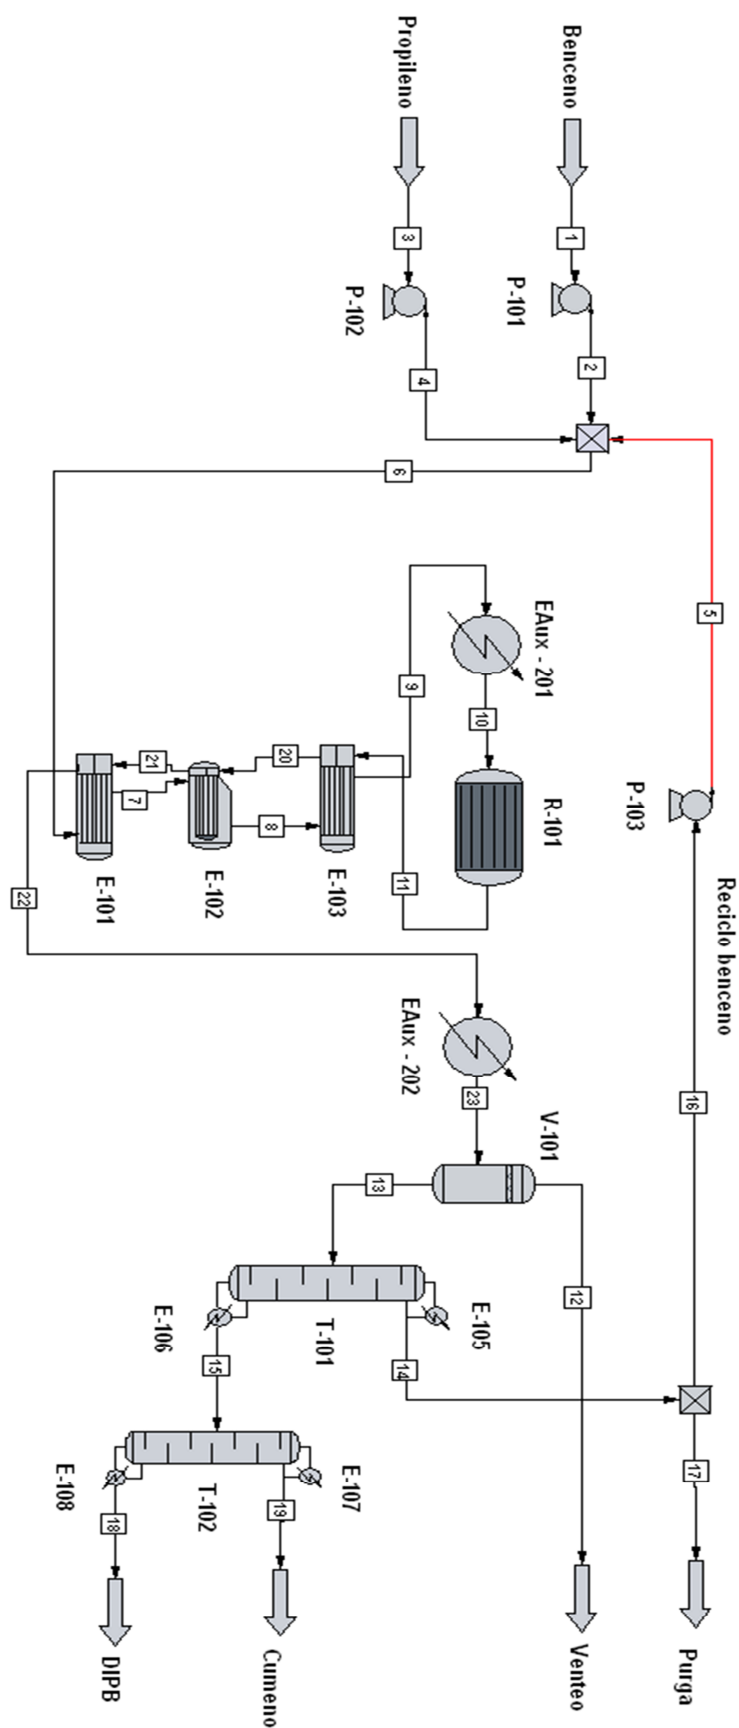 Reciclo benceno
P-103
5
16
17
Purga
Benceno
1
P-101
2
Propileno
3
P-102
4
6
EAux - 201
10
R-101
9
11
E-103
20
8
E-102
21
7
E-101
22
EAux - 202
23
V-101
12
Venteo
13
E-105
T-101
14
E-106
15
E-107
T-102
19
Cumeno
E-108
18
DIPB